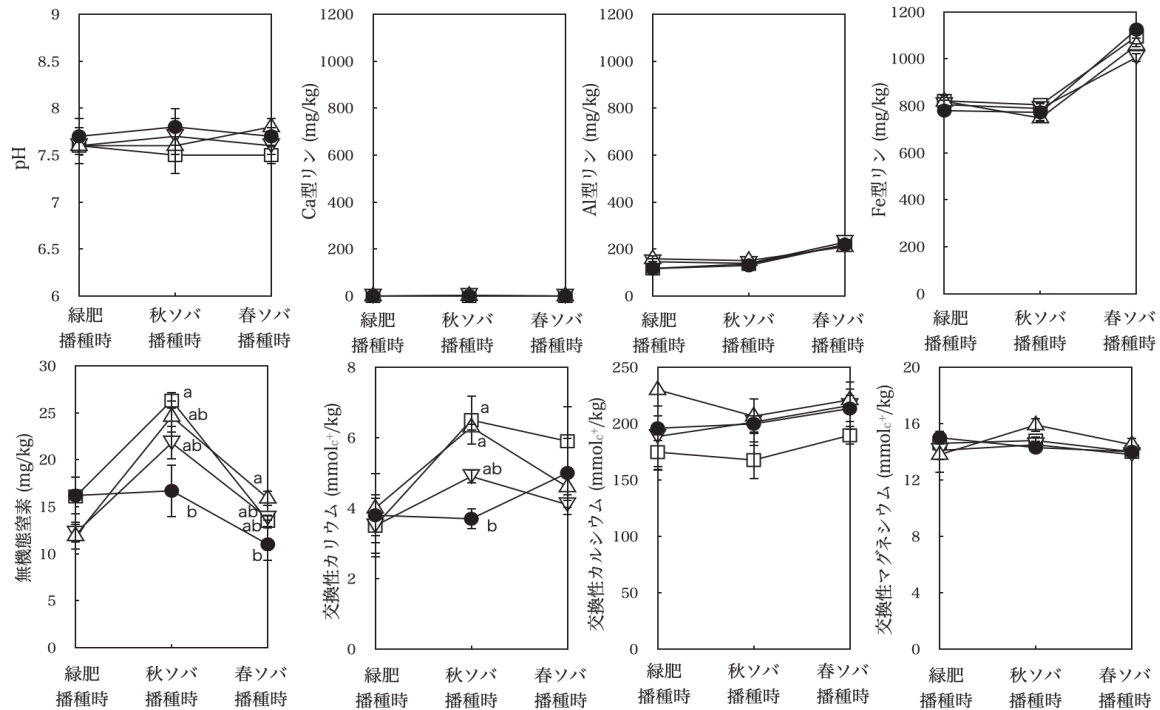 pH
9
8.5
8
7.5
7
6.5
6
緑肥
播種時
秋ソバ
播種時
春ソバ
播種時
Ca型リン (mg/kg)
1200
1000
800
600
400
200
0
緑肥
播種時
秋ソバ
播種時
春ソバ
播種時
Al型リン (mg/kg)
1200
1000
800
600
400
200
0
緑肥
播種時
秋ソバ
播種時
春ソバ
播種時
Fe型リン (mg/kg)
1200
1000
800
600
400
200
0
緑肥
播種時
秋ソバ
播種時
春ソバ
播種時
無機態窒素 (mg/kg)
30
25
20
15
10
5
0
a
ab
ab
b
a
ab
ab
b
緑肥
播種時
秋ソバ
播種時
春ソバ
播種時
交換性カリウム (mmolc+/kg)
8
6
4
2
0
a
a
ab
b
緑肥
播種時
秋ソバ
播種時
春ソバ
播種時
交換性カルシウム (mmolc+/kg)
250
200
150
100
50
0
緑肥
播種時
秋ソバ
播種時
春ソバ
播種時
交換性マグネシウム (mmolc+/kg)
20
16
12
8
4
0
緑肥
播種時
秋ソバ
播種時
春ソバ
播種時